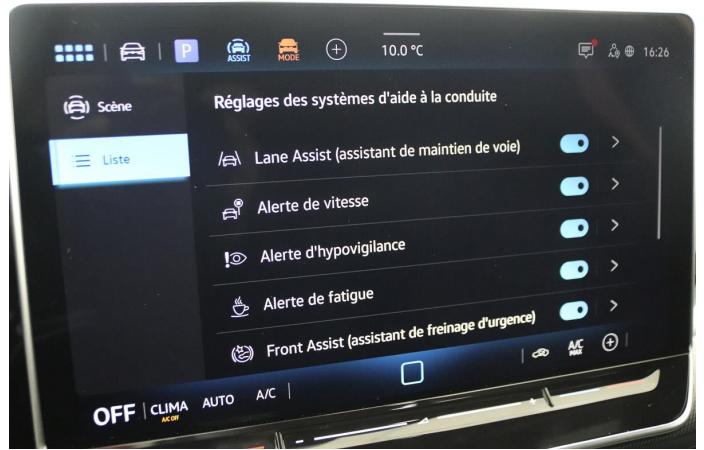 P
ASSIST
MODE
10.0 °C
16:26
Scène
Liste
Réglages des systèmes d'aide à la conduite
Lane Assist (assistant de maintien de voie)
Alerte de vitesse
Alerte d'hypovigilance
Alerte de fatigue
Front Assist (assistant de freinage d'urgence)
OFF
CLIMA
A/C OFF
AUTO
A/C
A/C
MAX